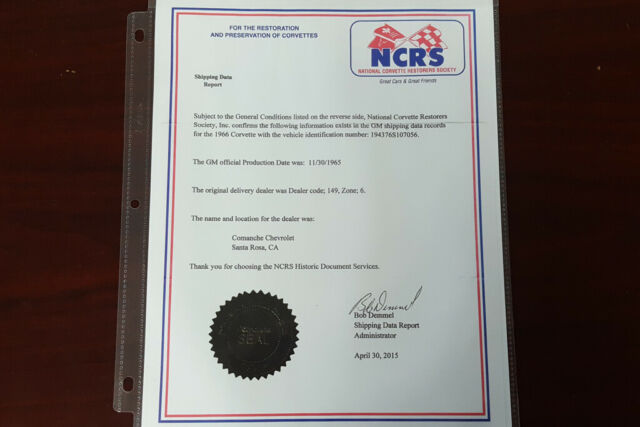 FOR THE RESTORATION
AND PRESERVATION OF CORVETTES
NCRS
NATIONAL CORVETTE RESTORERS SOCIETY
Great Cars & Great Friends
Shipping Data
Report
Subject to the General Conditions listed on the reverse side, National Corvette Restorers
Society, Inc. confirms the following information exists in the GM shipping data records
for the 1966 Corvette with the vehicle identification number: 194376S107056.
The GM official Production Date was: 11/30/1965
The original delivery dealer was Dealer code; 149, Zone; 6.
The name and location for the dealer was:
Comanche Chevrolet
Santa Rosa, CA
Thank you for choosing the NCRS Historic Document Services.
Bob Demmel
Bob Demmel
Shipping Data Report
Administrator
April 30, 2015
SEAL